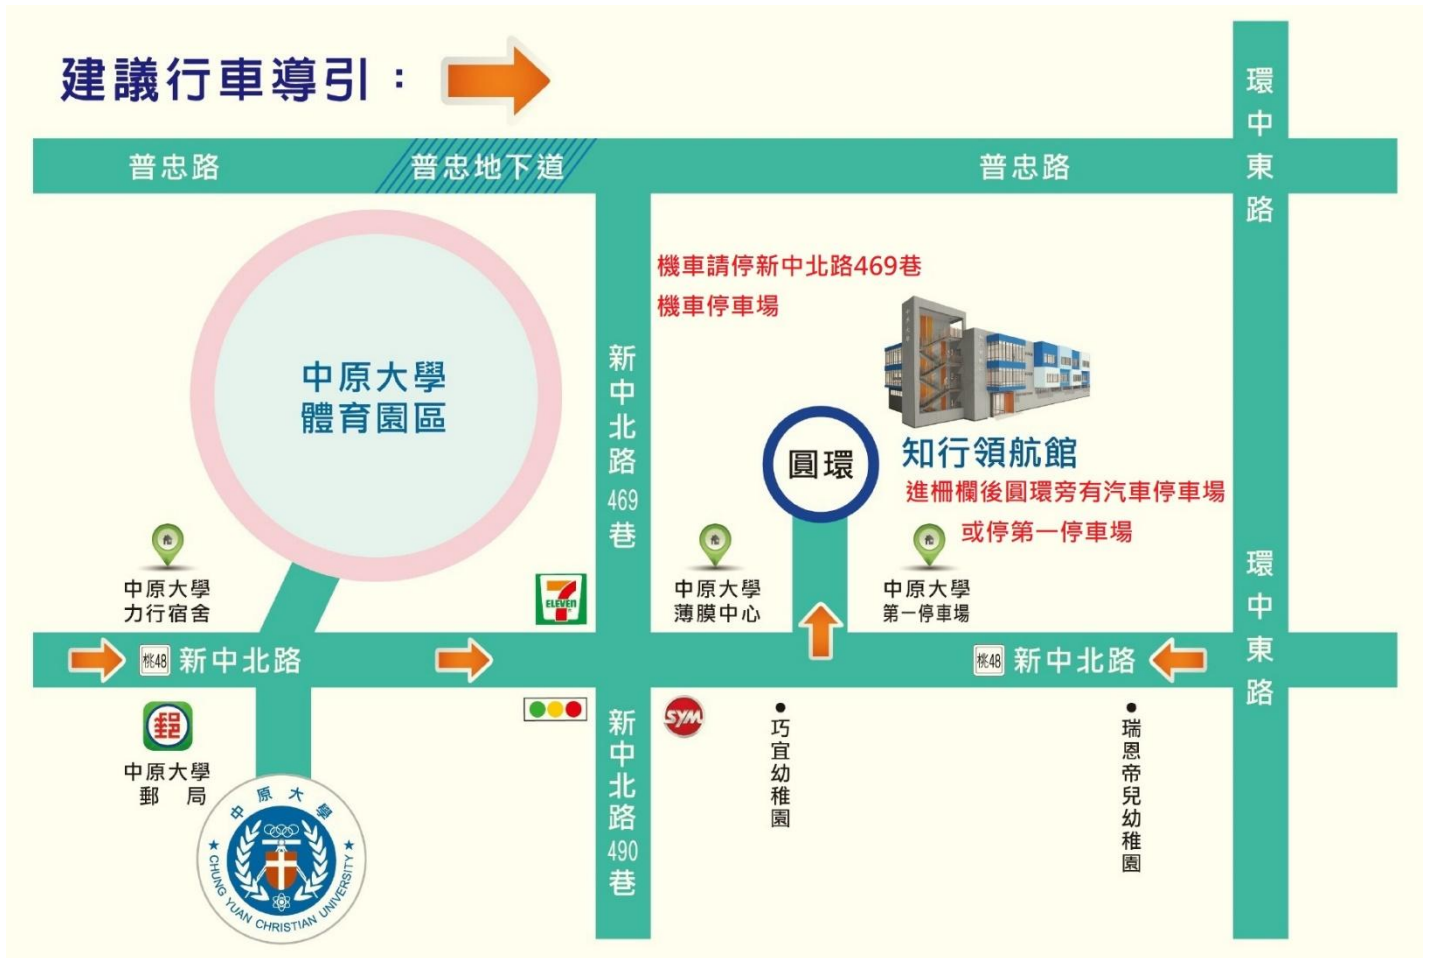 建議行車導引：
普忠路
普忠地下道
普忠路
環中東路
機車請停新中北路469巷
機車停車場
中原大學
體育園區
新中北路469巷
圓環
知行領航館
進柵欄後圓環旁有汽車停車場
或停第一停車場
中原大學
力行宿舍
7
ELEVEN
中原大學
薄膜中心
中原大學
第一停車場
環中東路
桃48
新中北路
桃48
新中北路
郵
中原大學
郵局
SYM
新中北路490巷
巧宜幼稚園
瑞恩帝兒幼稚園
中原大學
CHUNG YUAN CHRISTIAN UNIVERSITY